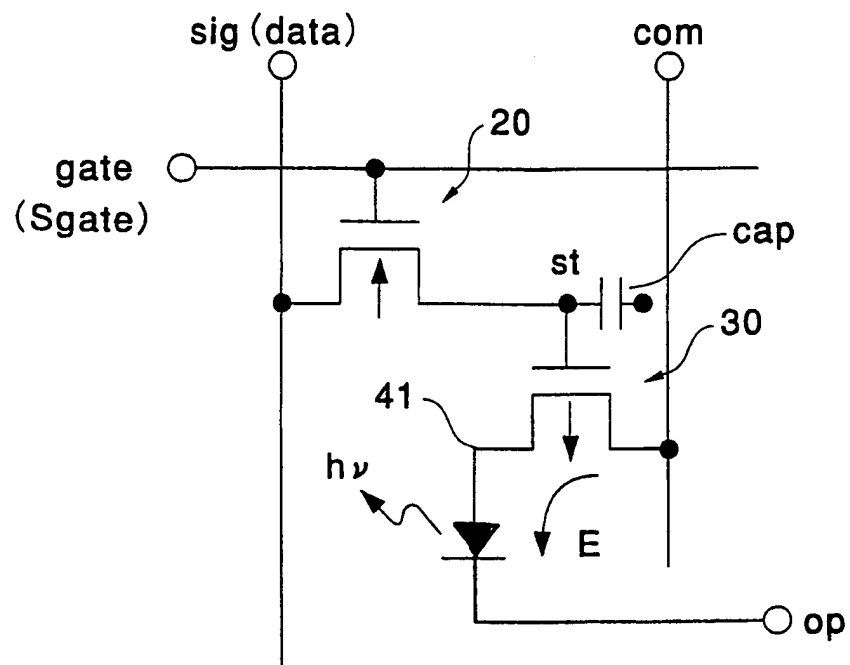 sig (data)
com
20
gate
(Sgate)
cap
st
30
41
hν
E
op